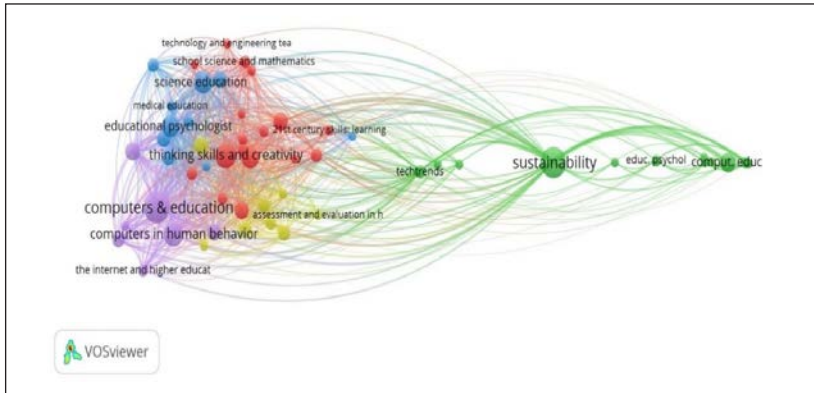 technology and engineering tea
school science and mathematics
science education
medical education
educational psychologist
21st century skills: learning
thinking skills and creativity
techtrends
sustainability
educ. psychol
comput. educ
computers & education
assessment and evaluation in h
computers in human behavior
the internet and higher educat
VOSviewer